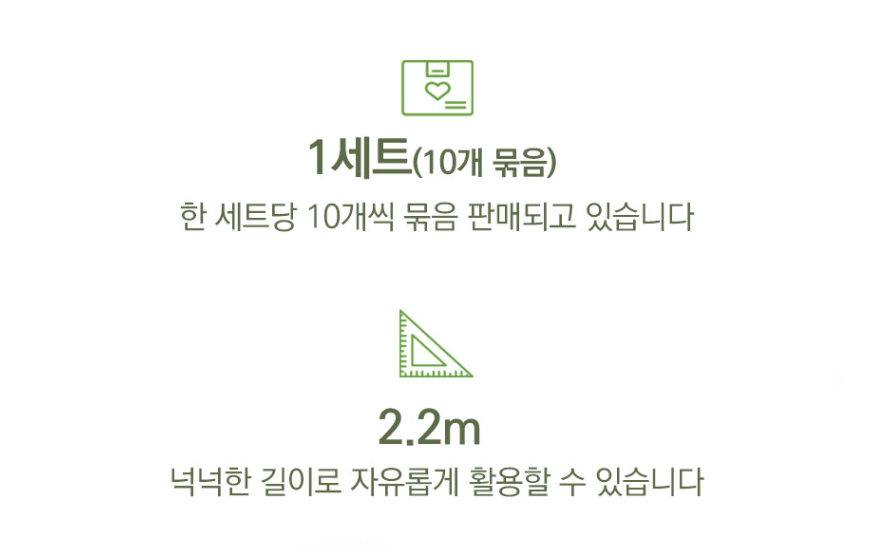 1세트(10개 묶음)
한 세트당 10개씩 묶음 판매되고 있습니다
2.2m
넉넉한 길이로 자유롭게 활용할 수 있습니다